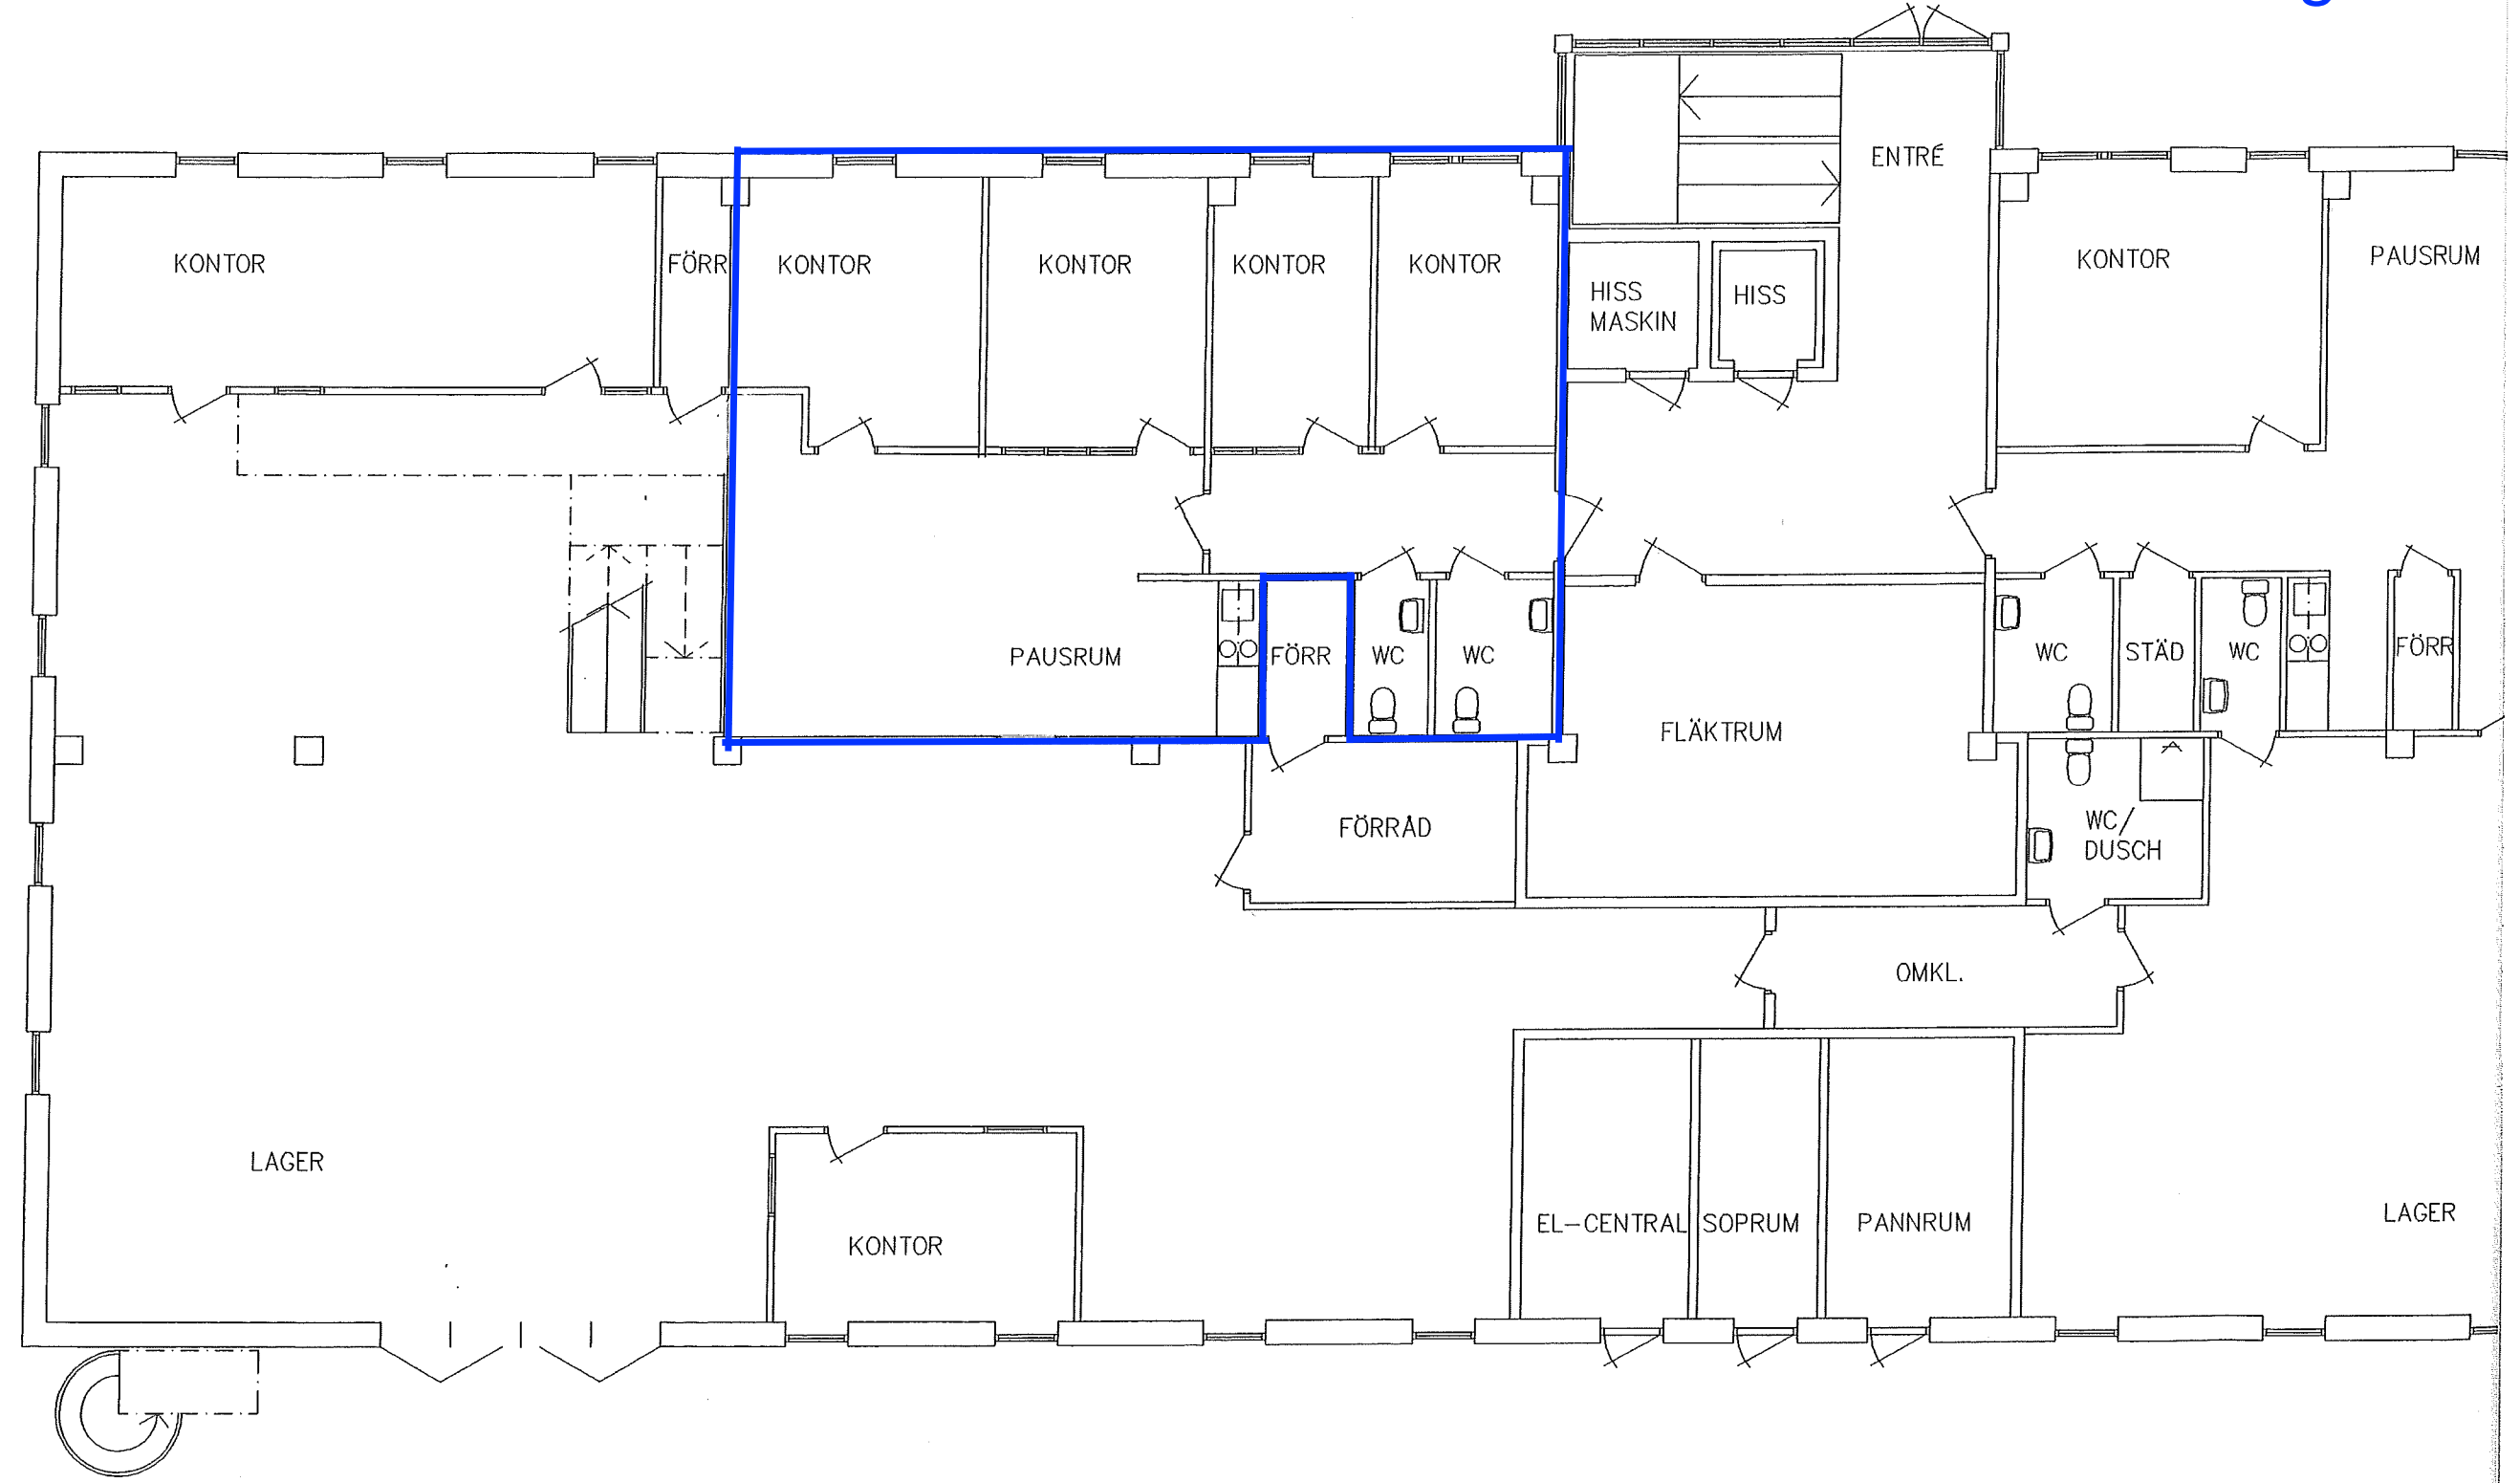 g
ENTRÉ
KONTOR
FÖRR
KONTOR
KONTOR
KONTOR
KONTOR
HISS
MASKIN
HISS
KONTOR
PAUSRUM
PAUSRUM
FÖRR
WC
WC
FLÄKTRUM
WC
STÄD
WC
FÖRR
FÖRRÅD
WC/
DUSCH
OMKL.
LAGER
KONTOR
EL-CENTRAL
SOPRUM
PANNRUM
LAGER